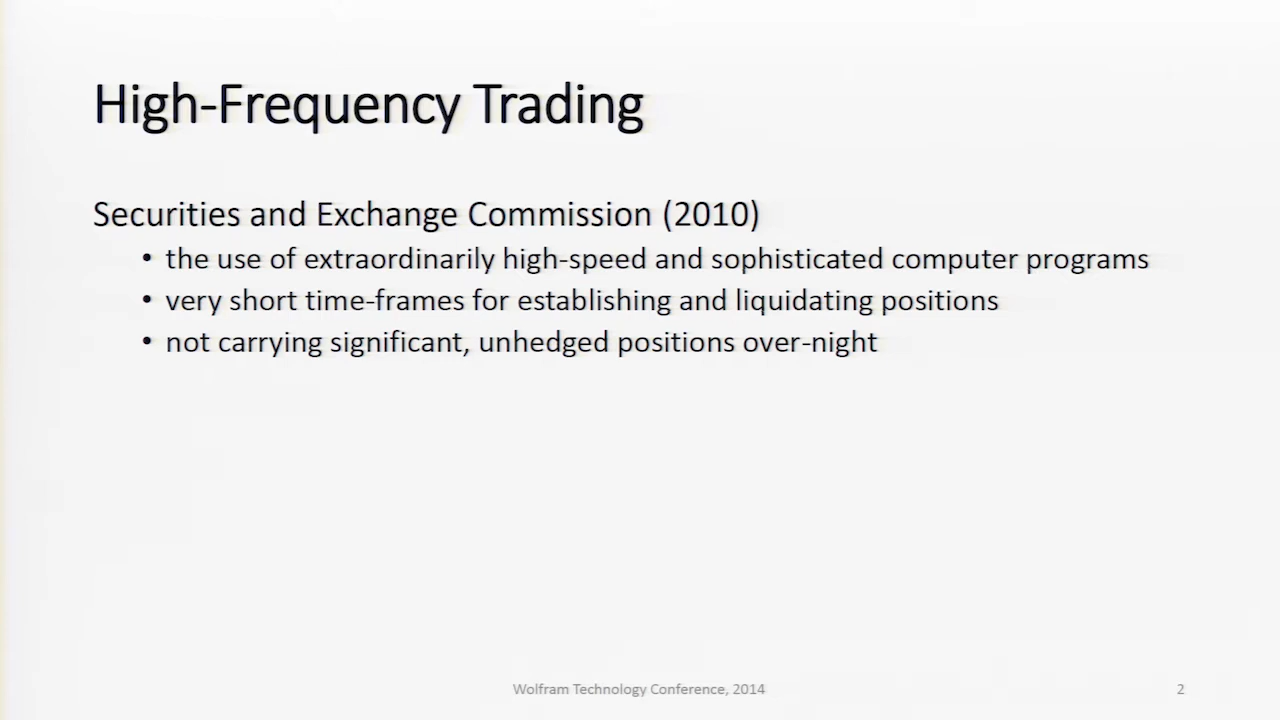 High-Frequency Trading
Securities and Exchange Commission (2010)
• the use of extraordinarily high-speed and sophisticated computer programs
• very short time-frames for establishing and liquidating positions
• not carrying significant, unhedged positions over-night
Wolfram Technology Conference, 2014
2